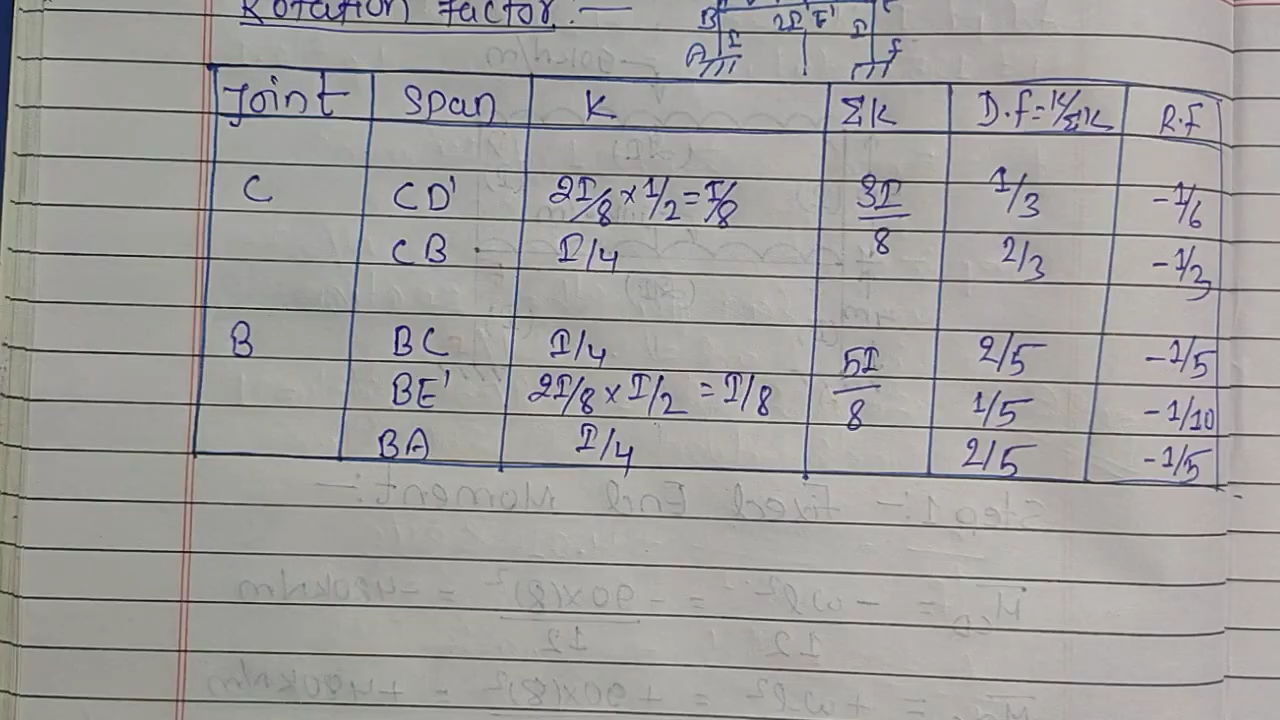 Rotation factor :—
B 2I E'
I
A I F
Joint Span K ΣK D.f=K/ΣK R.F
C CD' 2I/8 × 1/2 = I/8 3I/8 1/3 -1/6
CB I/4 2/3 -1/3
B BC I/4 5I/8 2/5 -1/5
BE' 2I/8 × I/2 = I/8 1/5 -1/10
BA I/4 2/5 -1/5